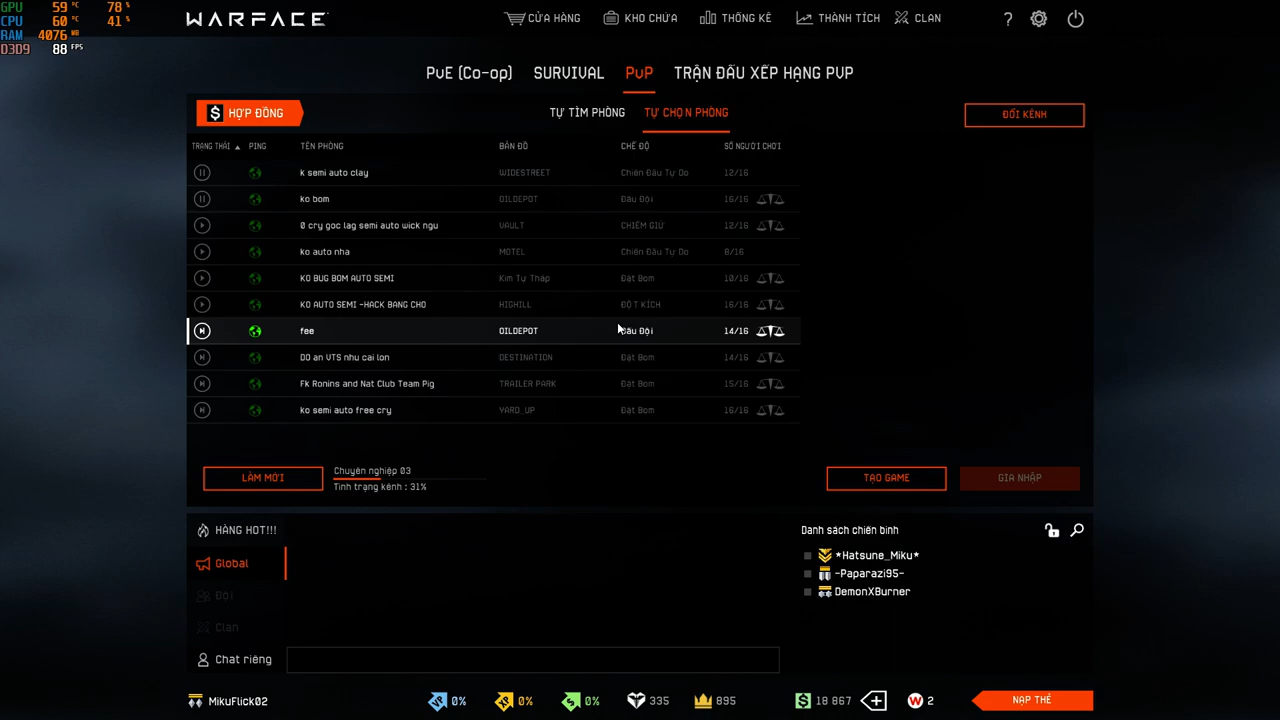 GPU 59 °C 78 %
CPU 60 °C 41 %
RAM 4076 MB
D3D9 88 FPS
WARFACE
CỬA HÀNG KHO CHỨA THỐNG KÊ THÀNH TÍCH CLAN ?
PvE (Co-op) SURVIVAL PvP TRẬN ĐẤU XẾP HẠNG PVP
$ HỢP ĐỒNG TỰ TÌM PHÒNG TỰ CHỌN PHÒNG ĐỔI KÊNH
TRẠNG THÁI PING TÊN PHÒNG BẢN ĐỒ CHẾ ĐỘ SỐ NGƯỜI CHƠI
k semi auto clay WIDESTREET Chiến Đấu Tự Do 12/16
ko bom OILDEPOT Đấu Đội 16/16
0 cry goc lag semi auto wick ngu VAULT CHIẾM GIỮ 12/16
ko auto nha MOTEL Chiến Đấu Tự Do 8/16
KO BUG BOM AUTO SEMI Kim Tự Tháp Đặt Bom 10/16
KO AUTO SEMI -HACK BANG CHO HIGHILL ĐỘT KÍCH 16/16
fee OILDEPOT Đấu Đội 14/16
DO an VTS nhu cai lon DESTINATION Đặt Bom 14/16
Fk Ronins and Nat Club Team Pig TRAILER PARK Đặt Bom 15/16
ko semi auto free cry YARD_UP Đặt Bom 16/16
LÀM MỚI Chuyên nghiệp 03 TẠO GAME GIA NHẬP
Tình trạng kênh : 31%
HÀNG HOT!!! Danh sách chiến binh
Global *Hatsune_Miku*
-Paparazi95-
Đội DemonXBurner
Clan
Chat riêng
MikuFlick02 0% 0% 0% 335 895 $ 18 867 W 2 NẠP THẺ